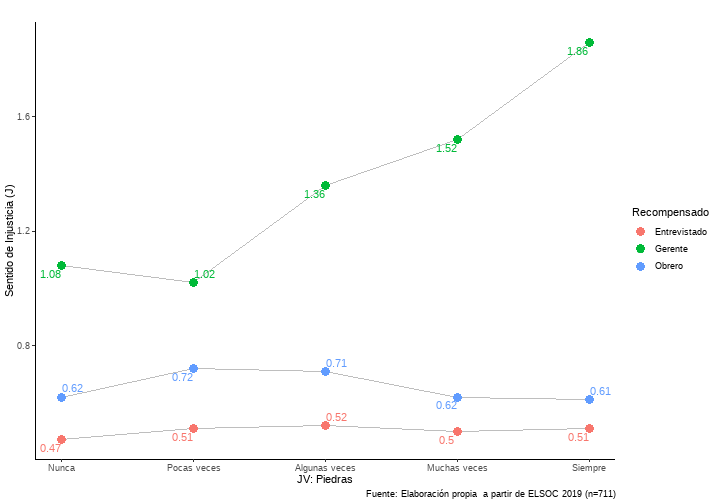 1.86
1.6
1.52
1.36
Recompensado
Entrevistado
Gerente
Obrero
Sentido de Injusticia (J)
1.2
1.08
1.02
0.8
0.62
0.72
0.71
0.62
0.61
0.47
0.51
0.52
0.5
0.51
Nunca
Pocas veces
Algunas veces
Muchas veces
Siempre
JV: Piedras
Fuente: Elaboración propia  a partir de ELSOC 2019 (n=711)